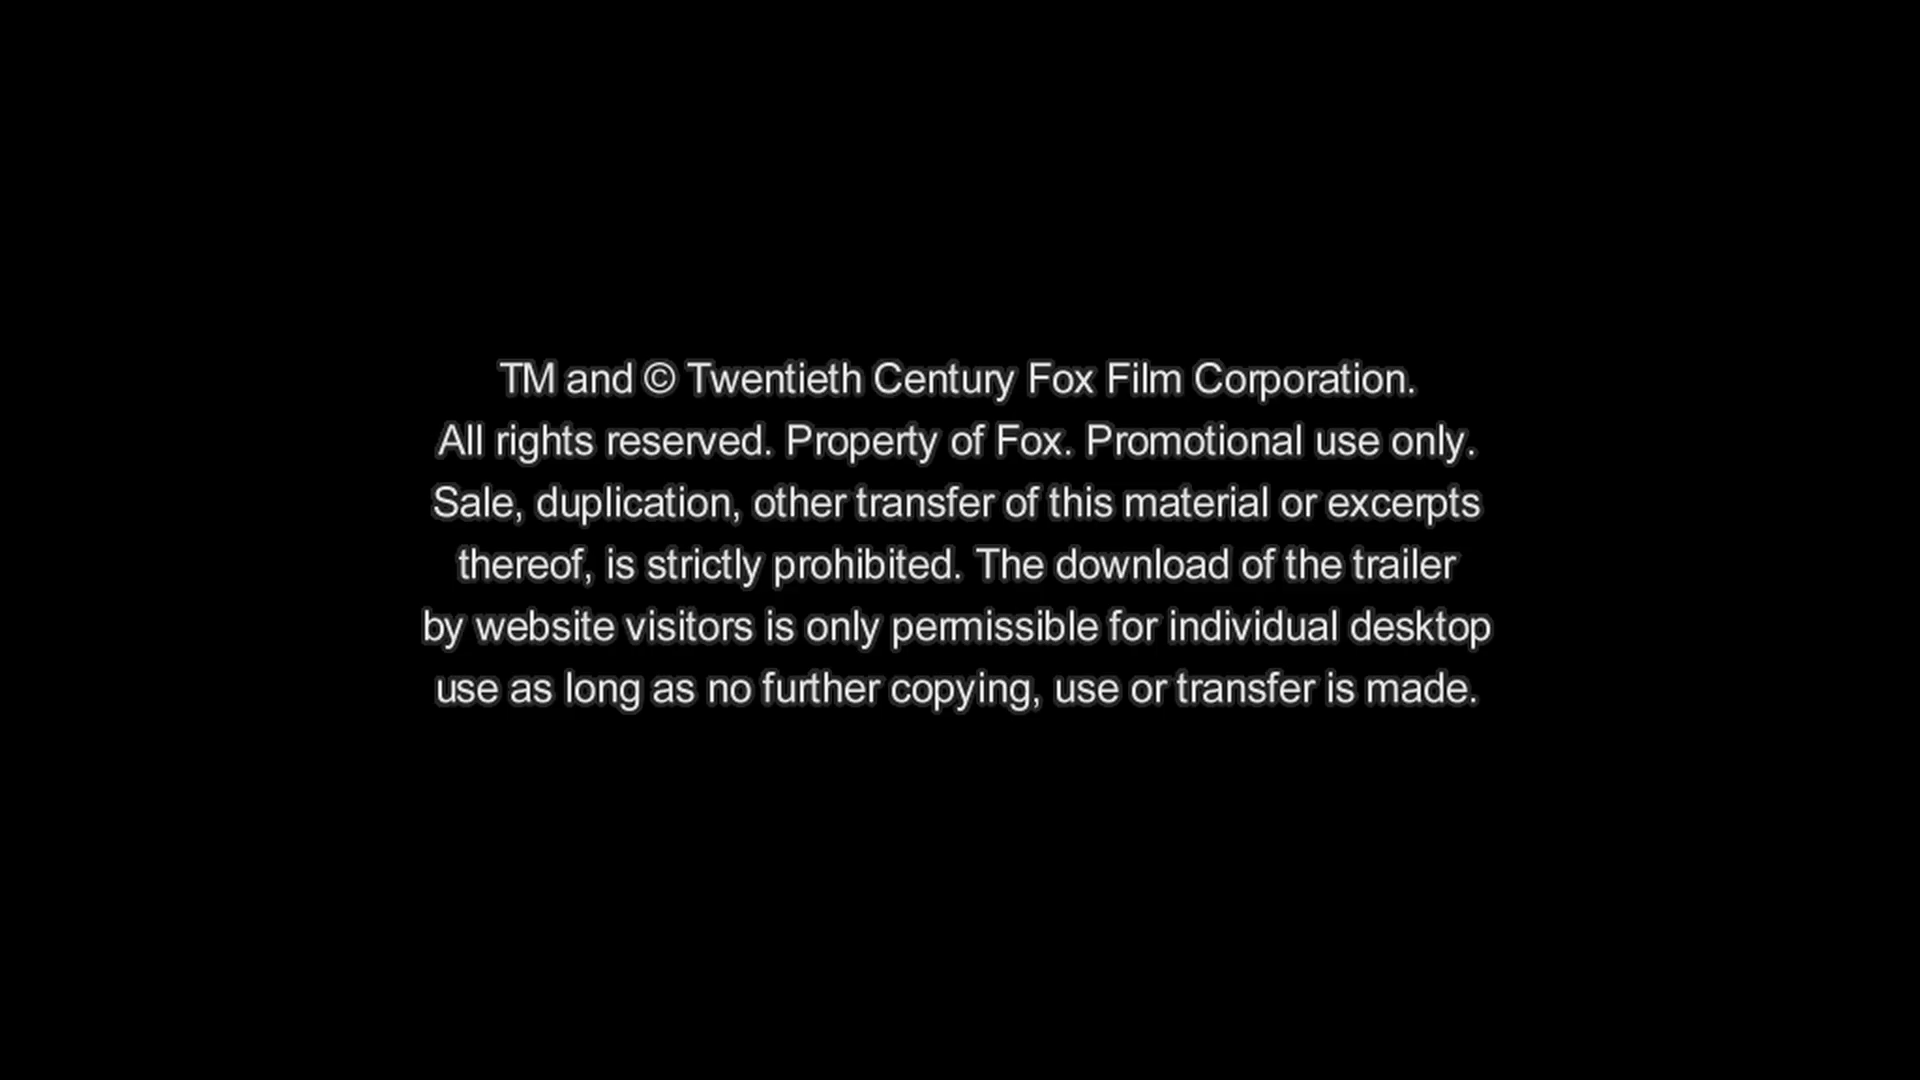 TM and © Twentieth Century Fox Film Corporation.
All rights reserved. Property of Fox. Promotional use only.
Sale, duplication, other transfer of this material or excerpts
thereof, is strictly prohibited. The download of the trailer
by website visitors is only permissible for individual desktop
use as long as no further copying, use or transfer is made.